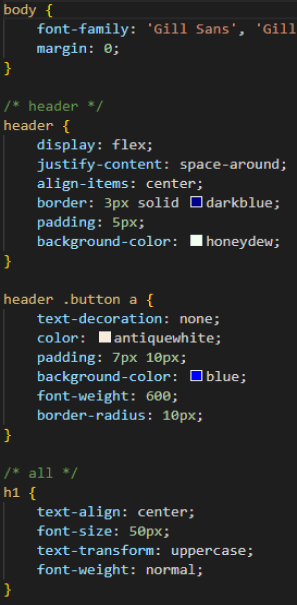 body {
font-family: 'Gill Sans', 'Gill
margin: 0;
}
/* header */
header {
display: flex;
justify-content: space-around;
align-items: center;
border: 3px solid darkblue;
padding: 5px;
background-color: honeydew;
}
header .button a {
text-decoration: none;
color: antiquewhite;
padding: 7px 10px;
background-color: blue;
font-weight: 600;
border-radius: 10px;
}
/* all */
h1 {
text-align: center;
font-size: 50px;
text-transform: uppercase;
font-weight: normal;
}